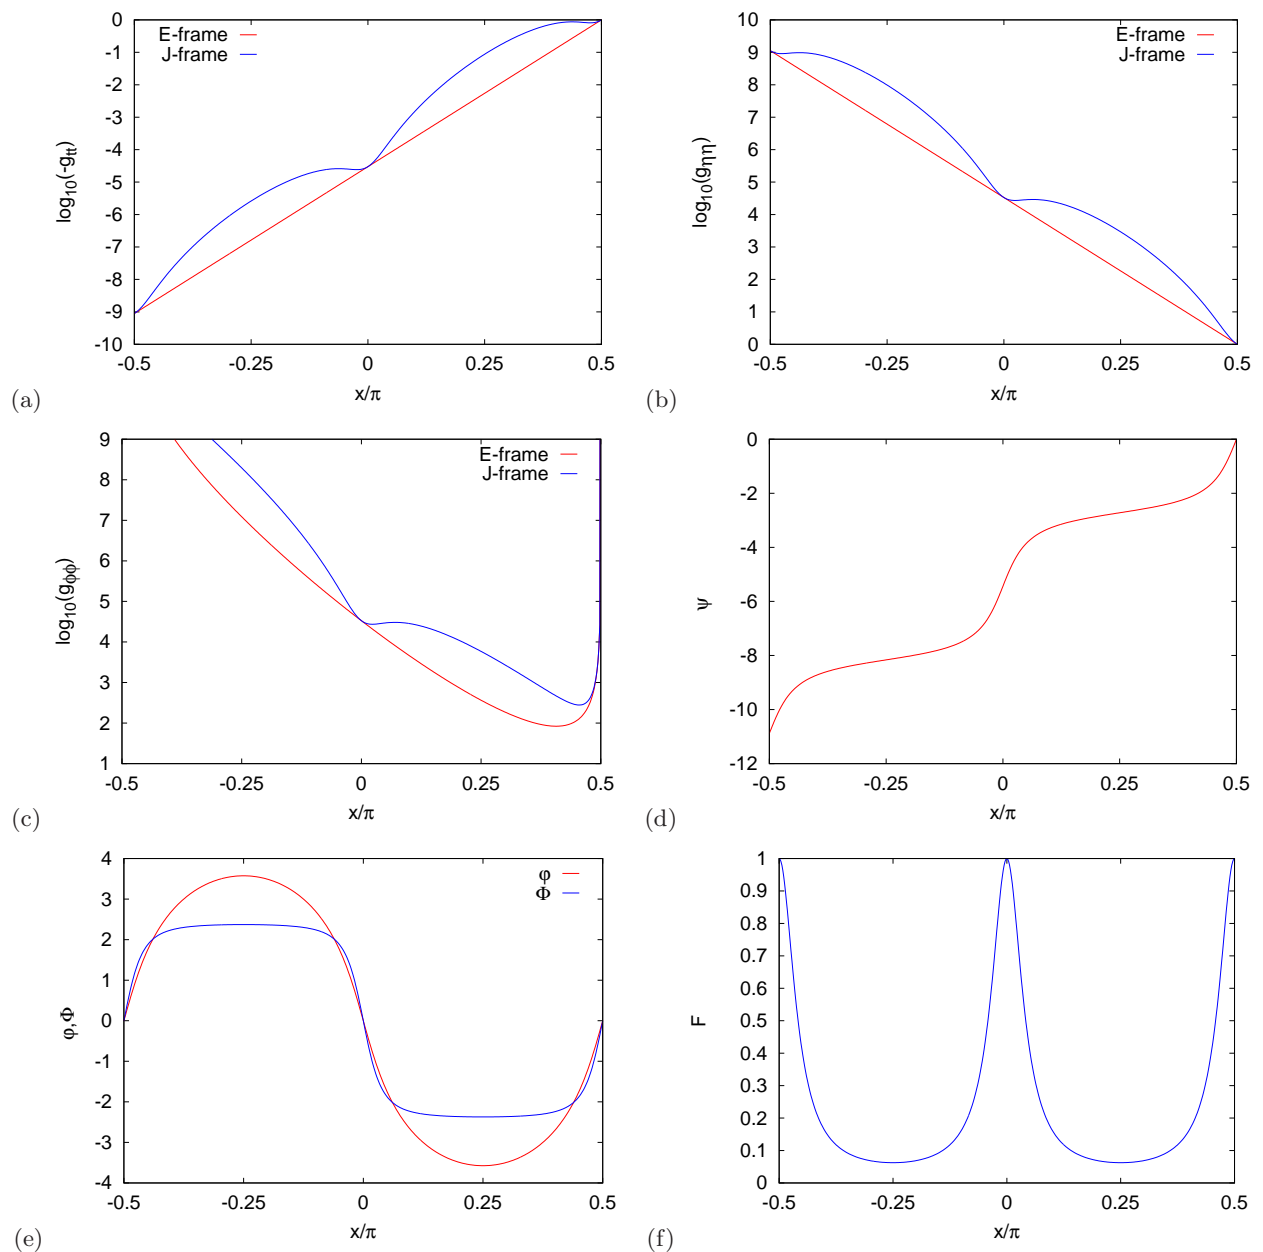 0
-1
-2
-3
-4
-5
-6
-7
-8
-9
-10
-0.5 -0.25 0 0.25 0.5
log₁₀(-gₜₜ)
x/π
E-frame
J-frame
(a)
10
9
8
7
6
5
4
3
2
1
0
-0.5 -0.25 0 0.25 0.5
log₁₀(g_ηη)
x/π
E-frame
J-frame
(b)
9
8
7
6
5
4
3
2
1
-0.5 -0.25 0 0.25 0.5
log₁₀(g_ϕϕ)
x/π
E-frame
J-frame
(c)
0
-2
-4
-6
-8
-10
-12
-0.5 -0.25 0 0.25 0.5
ψ
x/π
(d)
4
3
2
1
0
-1
-2
-3
-4
-0.5 -0.25 0 0.25 0.5
φ,Φ
x/π
φ
Φ
(e)
1
0.9
0.8
0.7
0.6
0.5
0.4
0.3
0.2
0.1
0
-0.5 -0.25 0 0.25 0.5
F
x/π
(f)